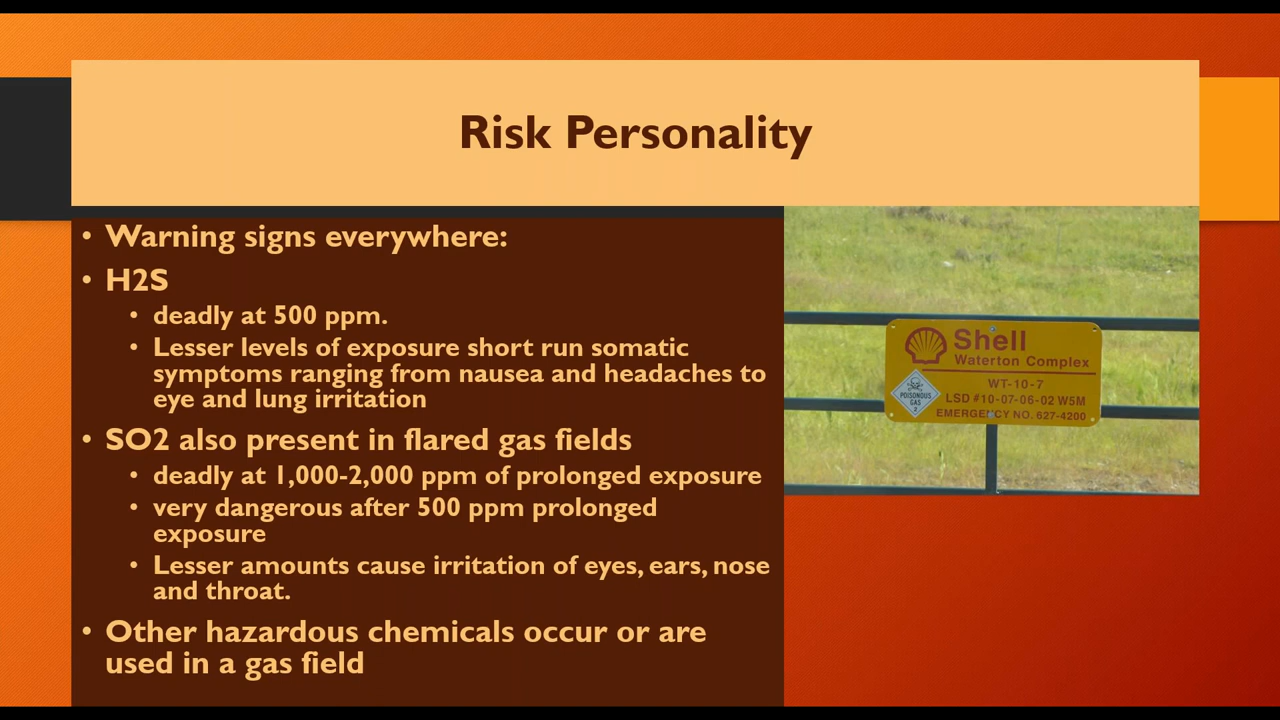 Risk Personality
• Warning signs everywhere:
• H2S
• deadly at 500 ppm.
• Lesser levels of exposure short run somatic
symptoms ranging from nausea and headaches to
eye and lung irritation
• SO2 also present in flared gas fields
• deadly at 1,000-2,000 ppm of prolonged exposure
• very dangerous after 500 ppm prolonged
exposure
• Lesser amounts cause irritation of eyes, ears, nose
and throat.
• Other hazardous chemicals occur or are
used in a gas field
Shell
Waterton Complex
WT-10-7
LSD #10-07-06-02 W5M
EMERGENCY NO. 627-4200
POISONOUS
GAS
2